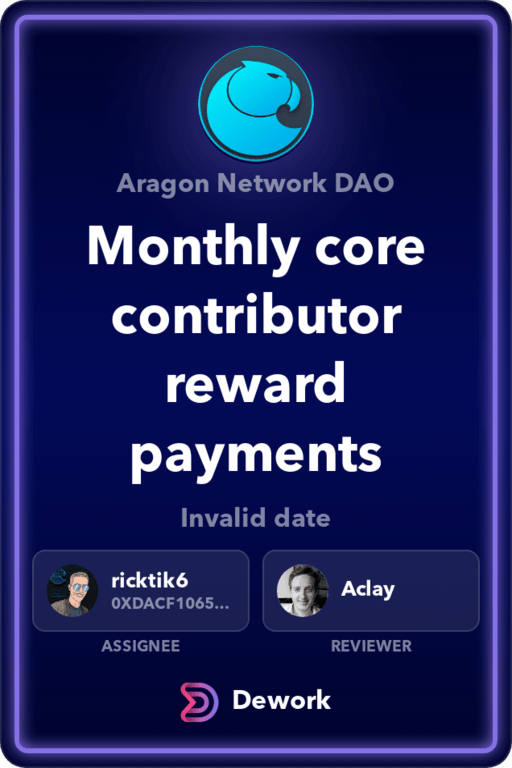 Aragon Network DAO
Monthly core
contributor
reward
payments
Invalid date
ricktik6
0XDACF1065...
Aclay
ASSIGNEE
REVIEWER
Dework